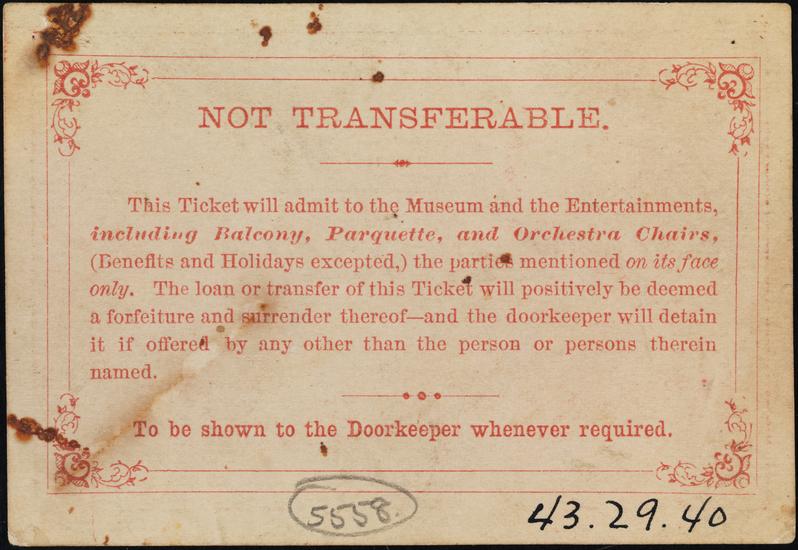 NOT TRANSFERABLE.
This Ticket will admit to the Museum and the Entertainments,
including Balcony, Parquette, and Orchestra Chairs,
(Benefits and Holidays excepted,) the parties mentioned on its face
only. The loan or transfer of this Ticket will positively be deemed
a forfeiture and surrender thereof—and the doorkeeper will detain
it if offered by any other than the person or persons therein
named.
To be shown to the Doorkeeper whenever required.
5558.
43.29.40